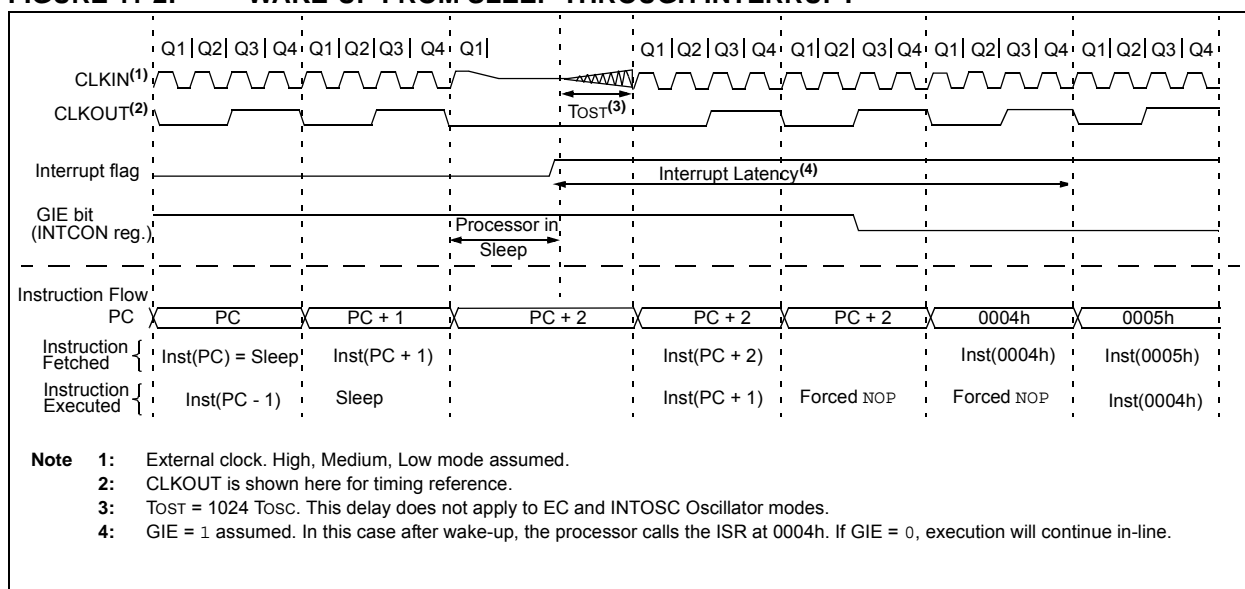 FIGURE 11-2: WAKE-UP FROM SLEEP THROUGH INTERRUPT
Q1 Q2 Q3 Q4 Q1 Q2 Q3 Q4 Q1 Q1 Q2 Q3 Q4 Q1 Q2 Q3 Q4 Q1 Q2 Q3 Q4 Q1 Q2 Q3 Q4
CLKIN(1)
CLKOUT(2) TOST(3)
Interrupt flag Interrupt Latency(4)
GIE bit
(INTCON reg.)
Processor in
Sleep
Instruction Flow
PC PC PC + 1 PC + 2 PC + 2 PC + 2 0004h 0005h
Instruction
Fetched
Inst(PC) = Sleep Inst(PC + 1) Inst(PC + 2) Inst(0004h) Inst(0005h)
Instruction
Executed
Inst(PC - 1) Sleep Inst(PC + 1) Forced NOP Forced NOP Inst(0004h)
Note 1: External clock. High, Medium, Low mode assumed.
2: CLKOUT is shown here for timing reference.
3: TOST = 1024 TOSC. This delay does not apply to EC and INTOSC Oscillator modes.
4: GIE = 1 assumed. In this case after wake-up, the processor calls the ISR at 0004h. If GIE = 0, execution will continue in-line.